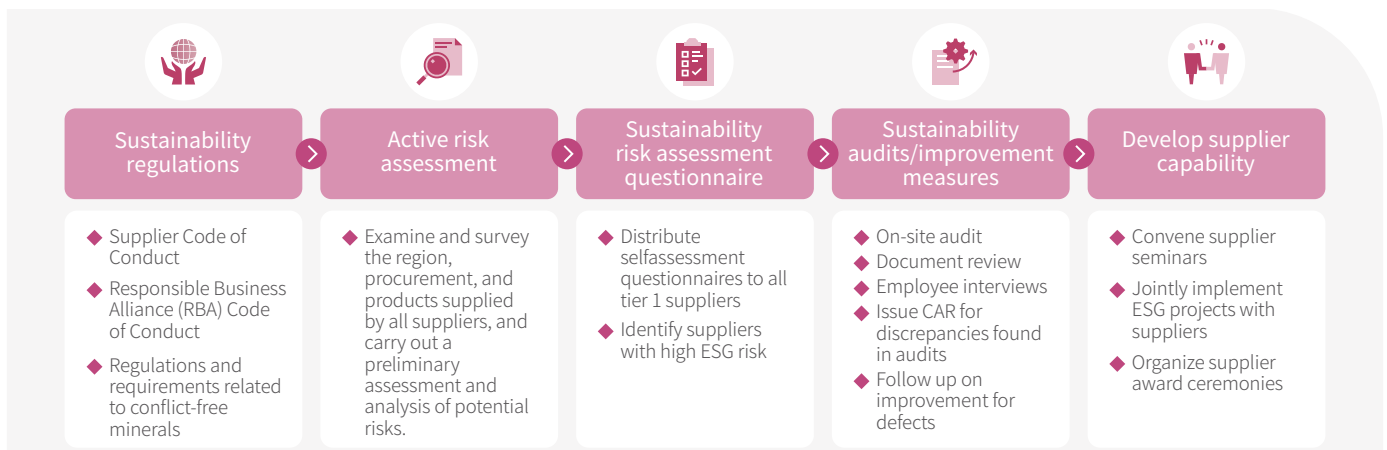 Sustainability
regulations
Active risk
assessment
Sustainability
risk assessment
questionnaire
Sustainability
audits/improvement
measures
Develop supplier
capability
Supplier Code of
Conduct
Responsible Business
Alliance (RBA) Code
of Conduct
Regulations and
requirements related
to conflict-free
minerals
Examine and survey
the region,
procurement, and
products supplied
by all suppliers, and
carry out a
preliminary
assessment and
analysis of potential
risks.
Distribute
selfassessment
questionnaires to all
tier 1 suppliers
Identify suppliers
with high ESG risk
On-site audit
Document review
Employee interviews
Issue CAR for
discrepancies found
in audits
Follow up on
improvement for
defects
Convene supplier
seminars
Jointly implement
ESG projects with
suppliers
Organize supplier
award ceremonies